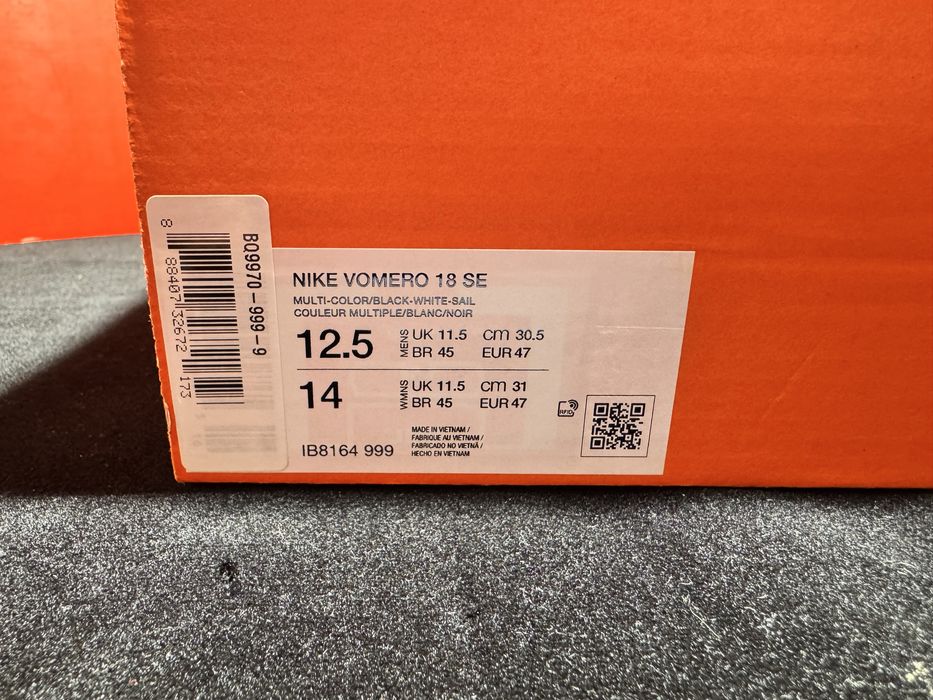 BQ9970-999-9
8 88407 32672 173
NIKE VOMERO 18 SE
MULTI-COLOR/BLACK-WHITE-SAIL
COULEUR MULTIPLE/BLANC/NOIR
12.5 MENS UK 11.5 CM 30.5
BR 45 EUR 47
14 WMNS UK 11.5 CM 31
BR 45 EUR 47
RFID
MADE IN VIETNAM /
FABRIQUE AU VIETNAM /
FABRICADO NO VIETNÃ /
HECHO EN VIETNAM
IB8164 999